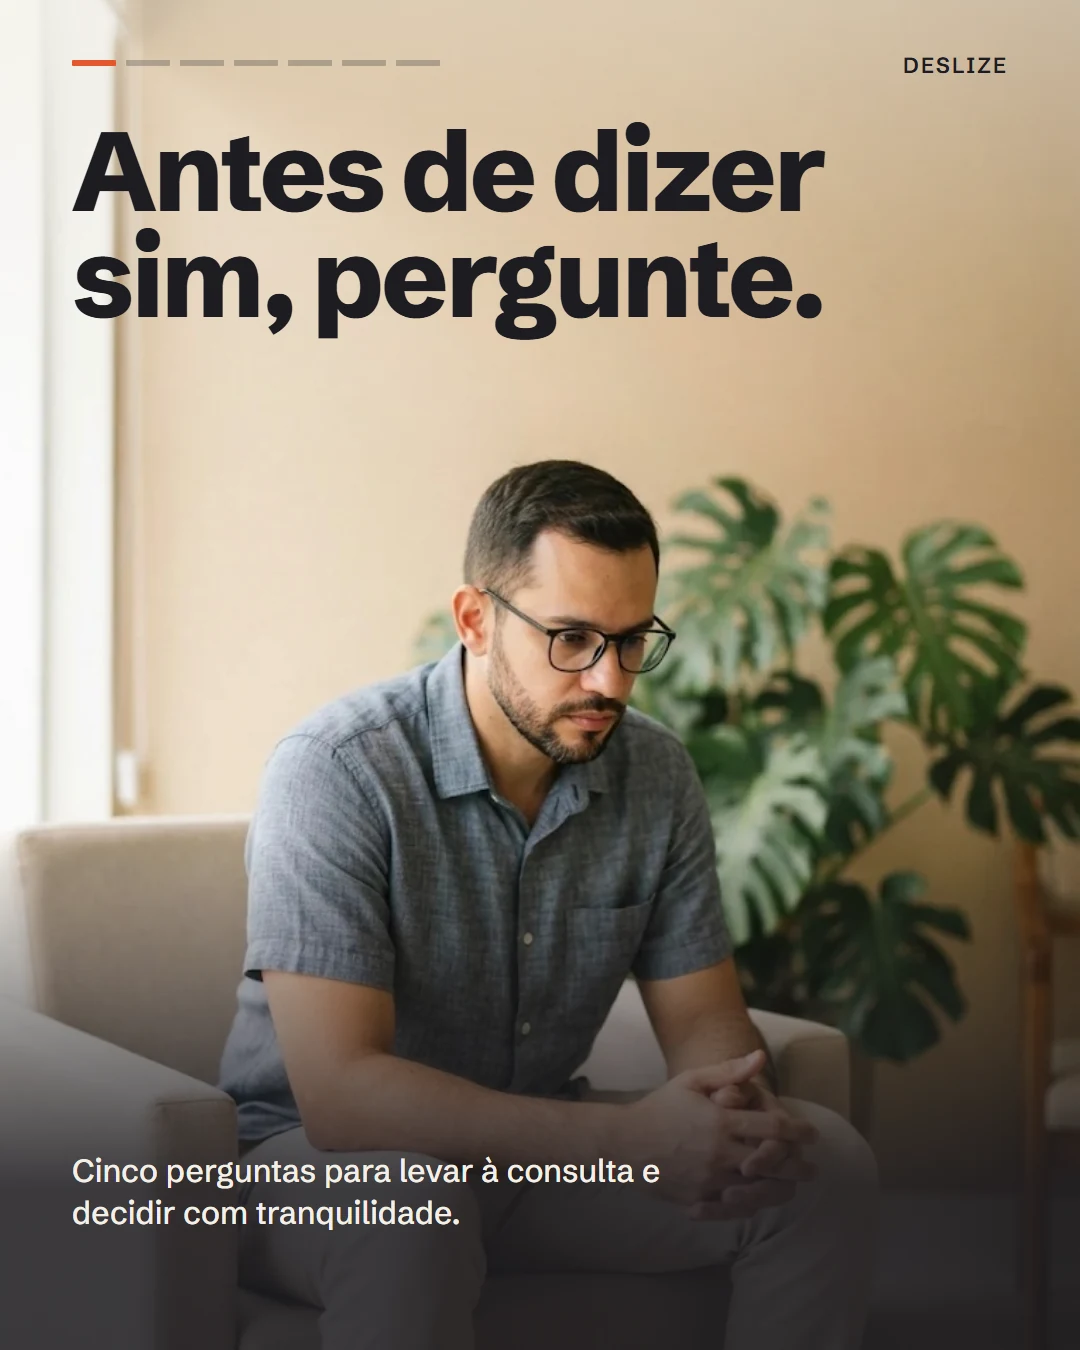 DESLIZE
Antes de dizer
sim, pergunte.
Cinco perguntas para levar à consulta e
decidir com tranquilidade.